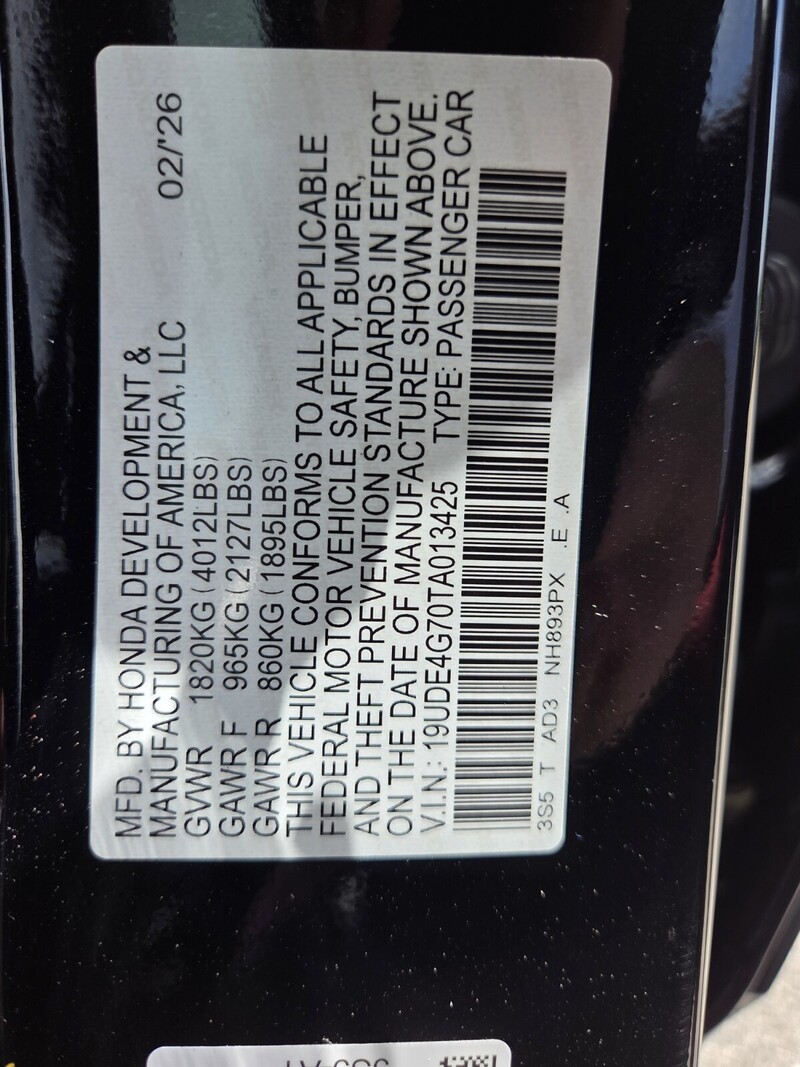 MFD. BY HONDA DEVELOPMENT &
MANUFACTURING OF AMERICA, LLC 02/'26
GVWR 1820KG (4012LBS)
GAWR F 965KG (2127LBS)
GAWR R 860KG (1895LBS)
THIS VEHICLE CONFORMS TO ALL APPLICABLE
FEDERAL MOTOR VEHICLE SAFETY, BUMPER,
AND THEFT PREVENTION STANDARDS IN EFFECT
ON THE DATE OF MANUFACTURE SHOWN ABOVE.
V.I.N.: 19UDE4G70TA013425 TYPE: PASSENGER CAR
3S5 T AD3 NH893PX .E .A